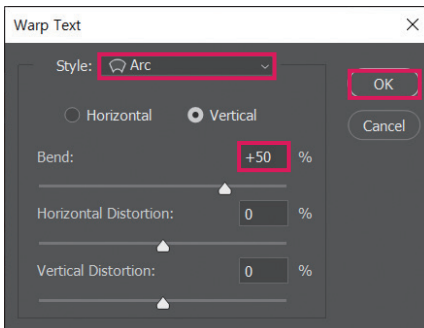 Warp Text
Style: Arc
OK
Horizontal Vertical
Cancel
Bend: +50 %
Horizontal Distortion: 0 %
Vertical Distortion: 0 %